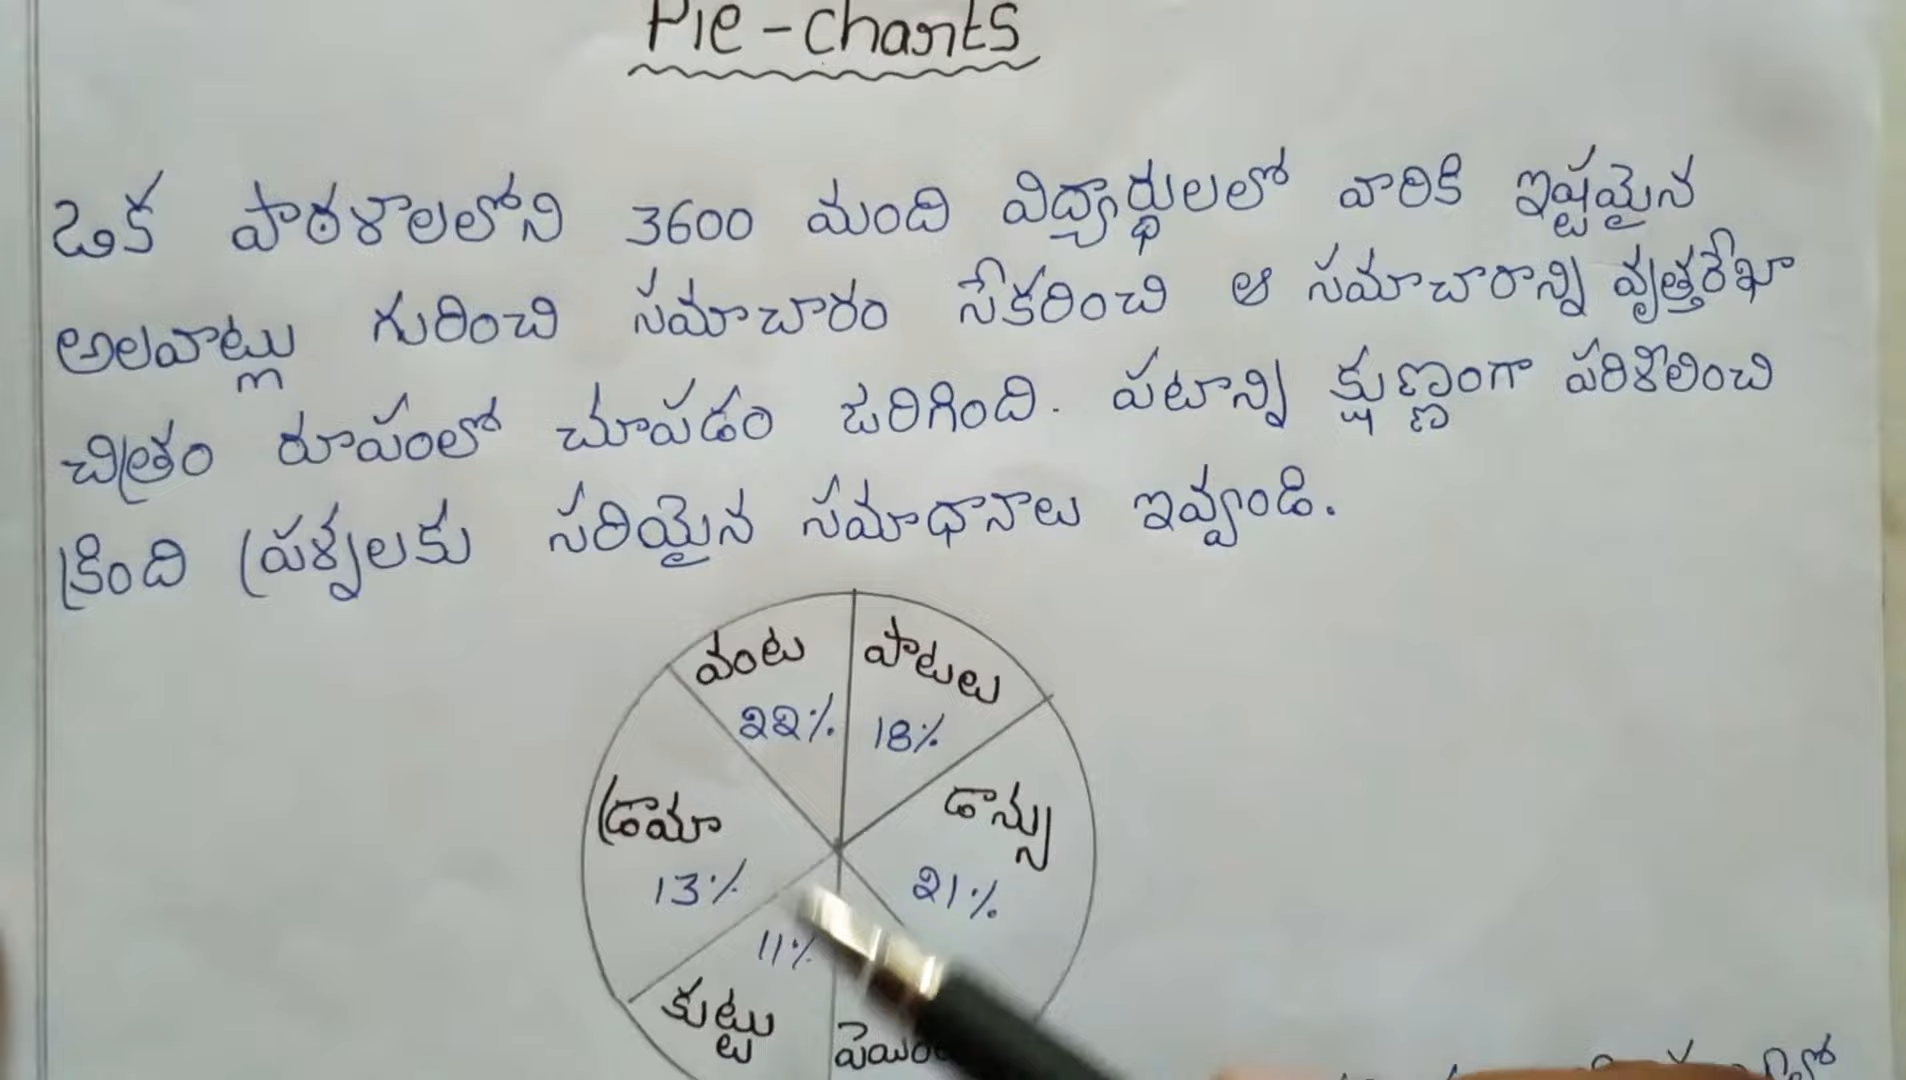 Pie - charts
ఒక పాఠశాలలోని 3600 మంది విద్యార్థులలో వారికి ఇష్టమైన
అలవాట్లు గురించి సమాచారం సేకరించి ఆ సమాచారాన్ని వృత్తరేఖా
చిత్రం రూపంలో చూపడం జరిగింది. పటాన్ని క్షుణ్ణంగా పరిశీలించి
క్రింది ప్రశ్నలకు సరియైన సమాధానాలు ఇవ్వండి.
వంట
22%
పాటలు
18%
డాన్సు
21%
డ్రామా
13%
11%
కుట్టు